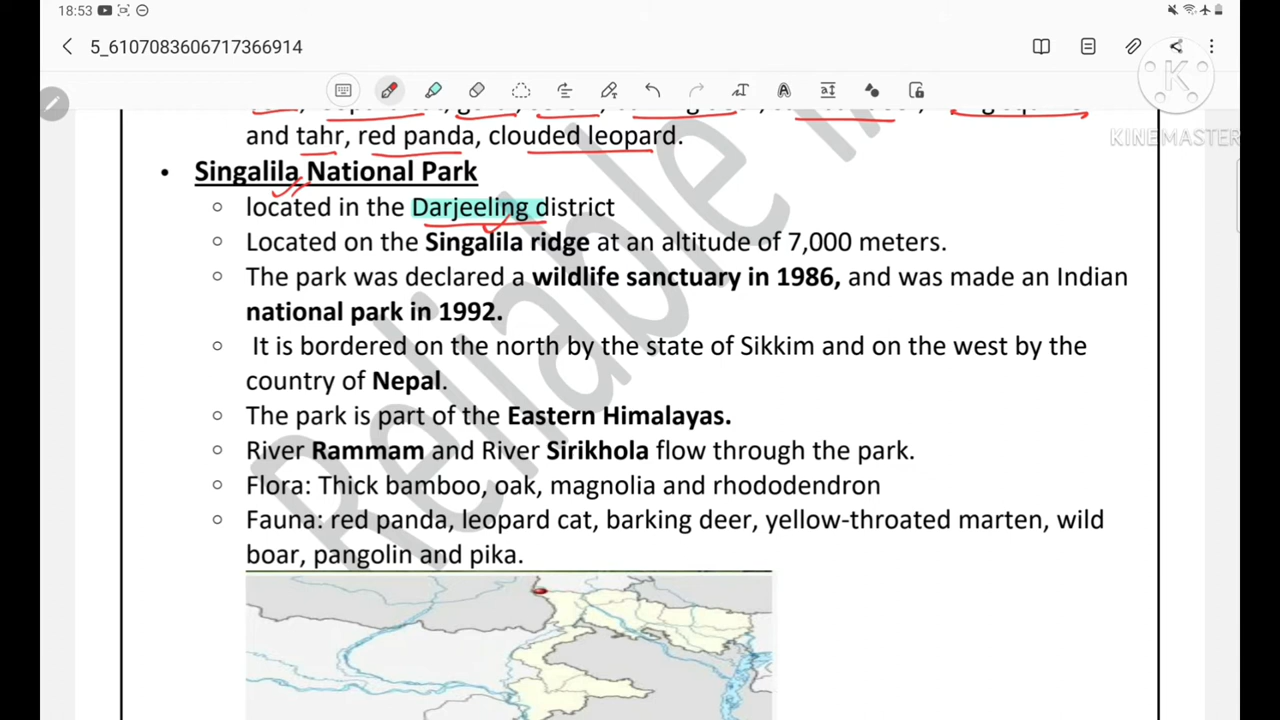 18:53
5_6107083606717366914
K
KINEMASTER
and tahr, red panda, clouded leopard.
• Singalila National Park
○ located in the Darjeeling district
○ Located on the Singalila ridge at an altitude of 7,000 meters.
○ The park was declared a wildlife sanctuary in 1986, and was made an Indian
national park in 1992.
○ It is bordered on the north by the state of Sikkim and on the west by the
country of Nepal.
○ The park is part of the Eastern Himalayas.
○ River Rammam and River Sirikhola flow through the park.
○ Flora: Thick bamboo, oak, magnolia and rhododendron
○ Fauna: red panda, leopard cat, barking deer, yellow-throated marten, wild
boar, pangolin and pika.
Reliable